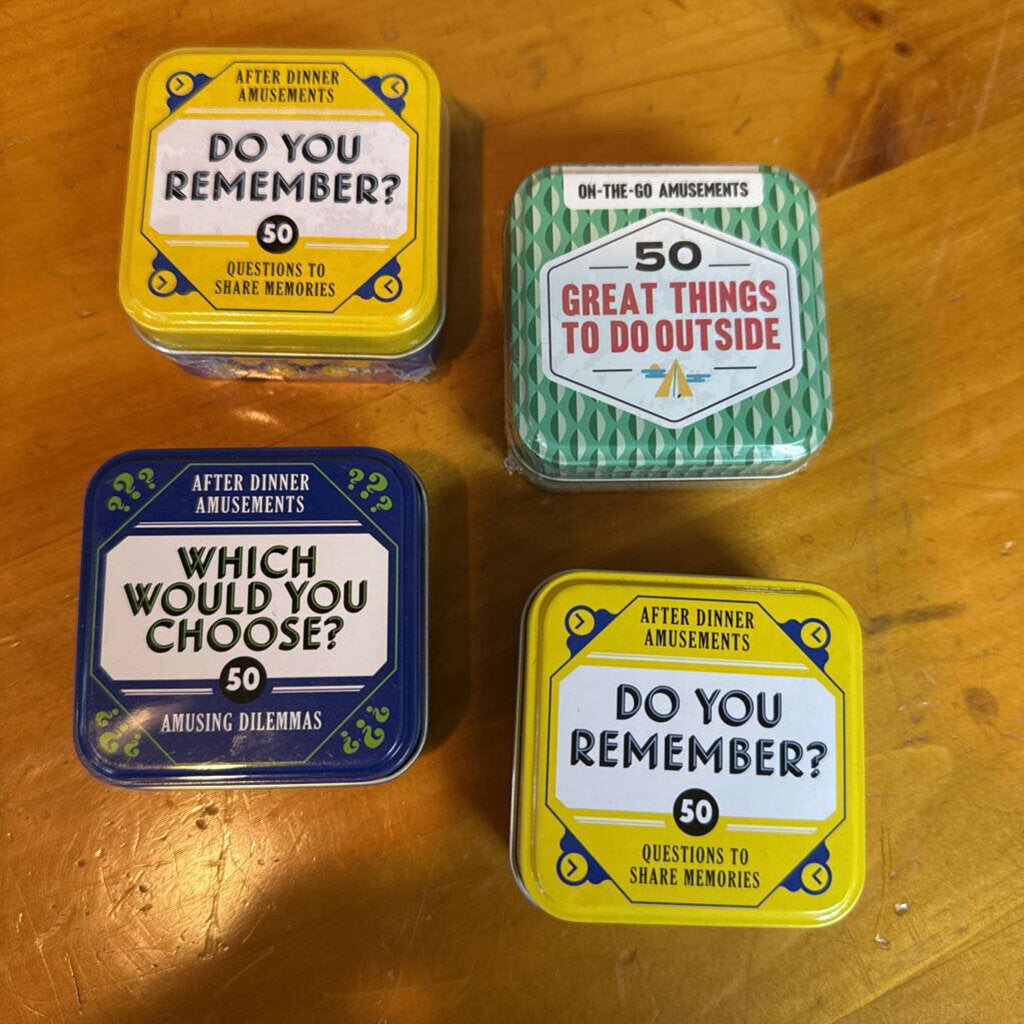 AFTER DINNER
AMUSEMENTS
DO YOU
REMEMBER?
50
QUESTIONS TO
SHARE MEMORIES
ON-THE-GO AMUSEMENTS
50
GREAT THINGS
TO DO OUTSIDE
AFTER DINNER
AMUSEMENTS
WHICH
WOULD YOU
CHOOSE?
50
AMUSING DILEMMAS
AFTER DINNER
AMUSEMENTS
DO YOU
REMEMBER?
50
QUESTIONS TO
SHARE MEMORIES